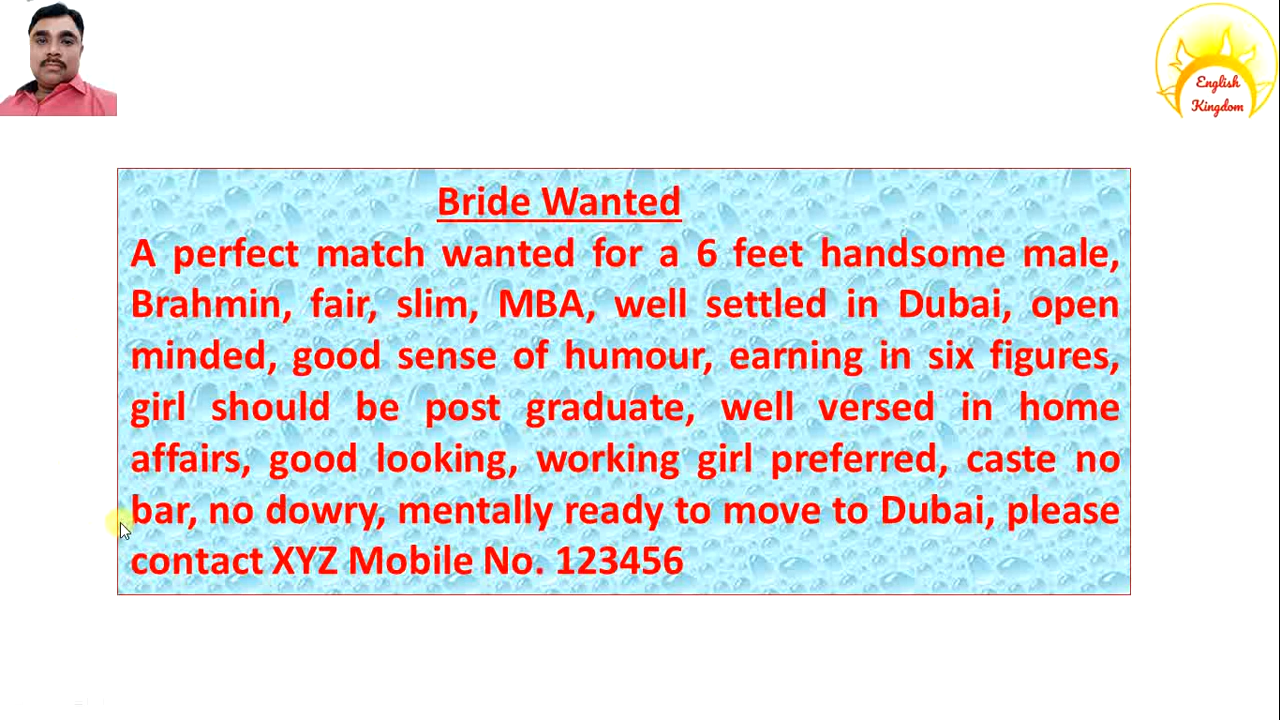 English
Kingdom
Bride Wanted
A perfect match wanted for a 6 feet handsome male,
Brahmin, fair, slim, MBA, well settled in Dubai, open
minded, good sense of humour, earning in six figures,
girl should be post graduate, well versed in home
affairs, good looking, working girl preferred, caste no
bar, no dowry, mentally ready to move to Dubai, please
contact XYZ Mobile No. 123456